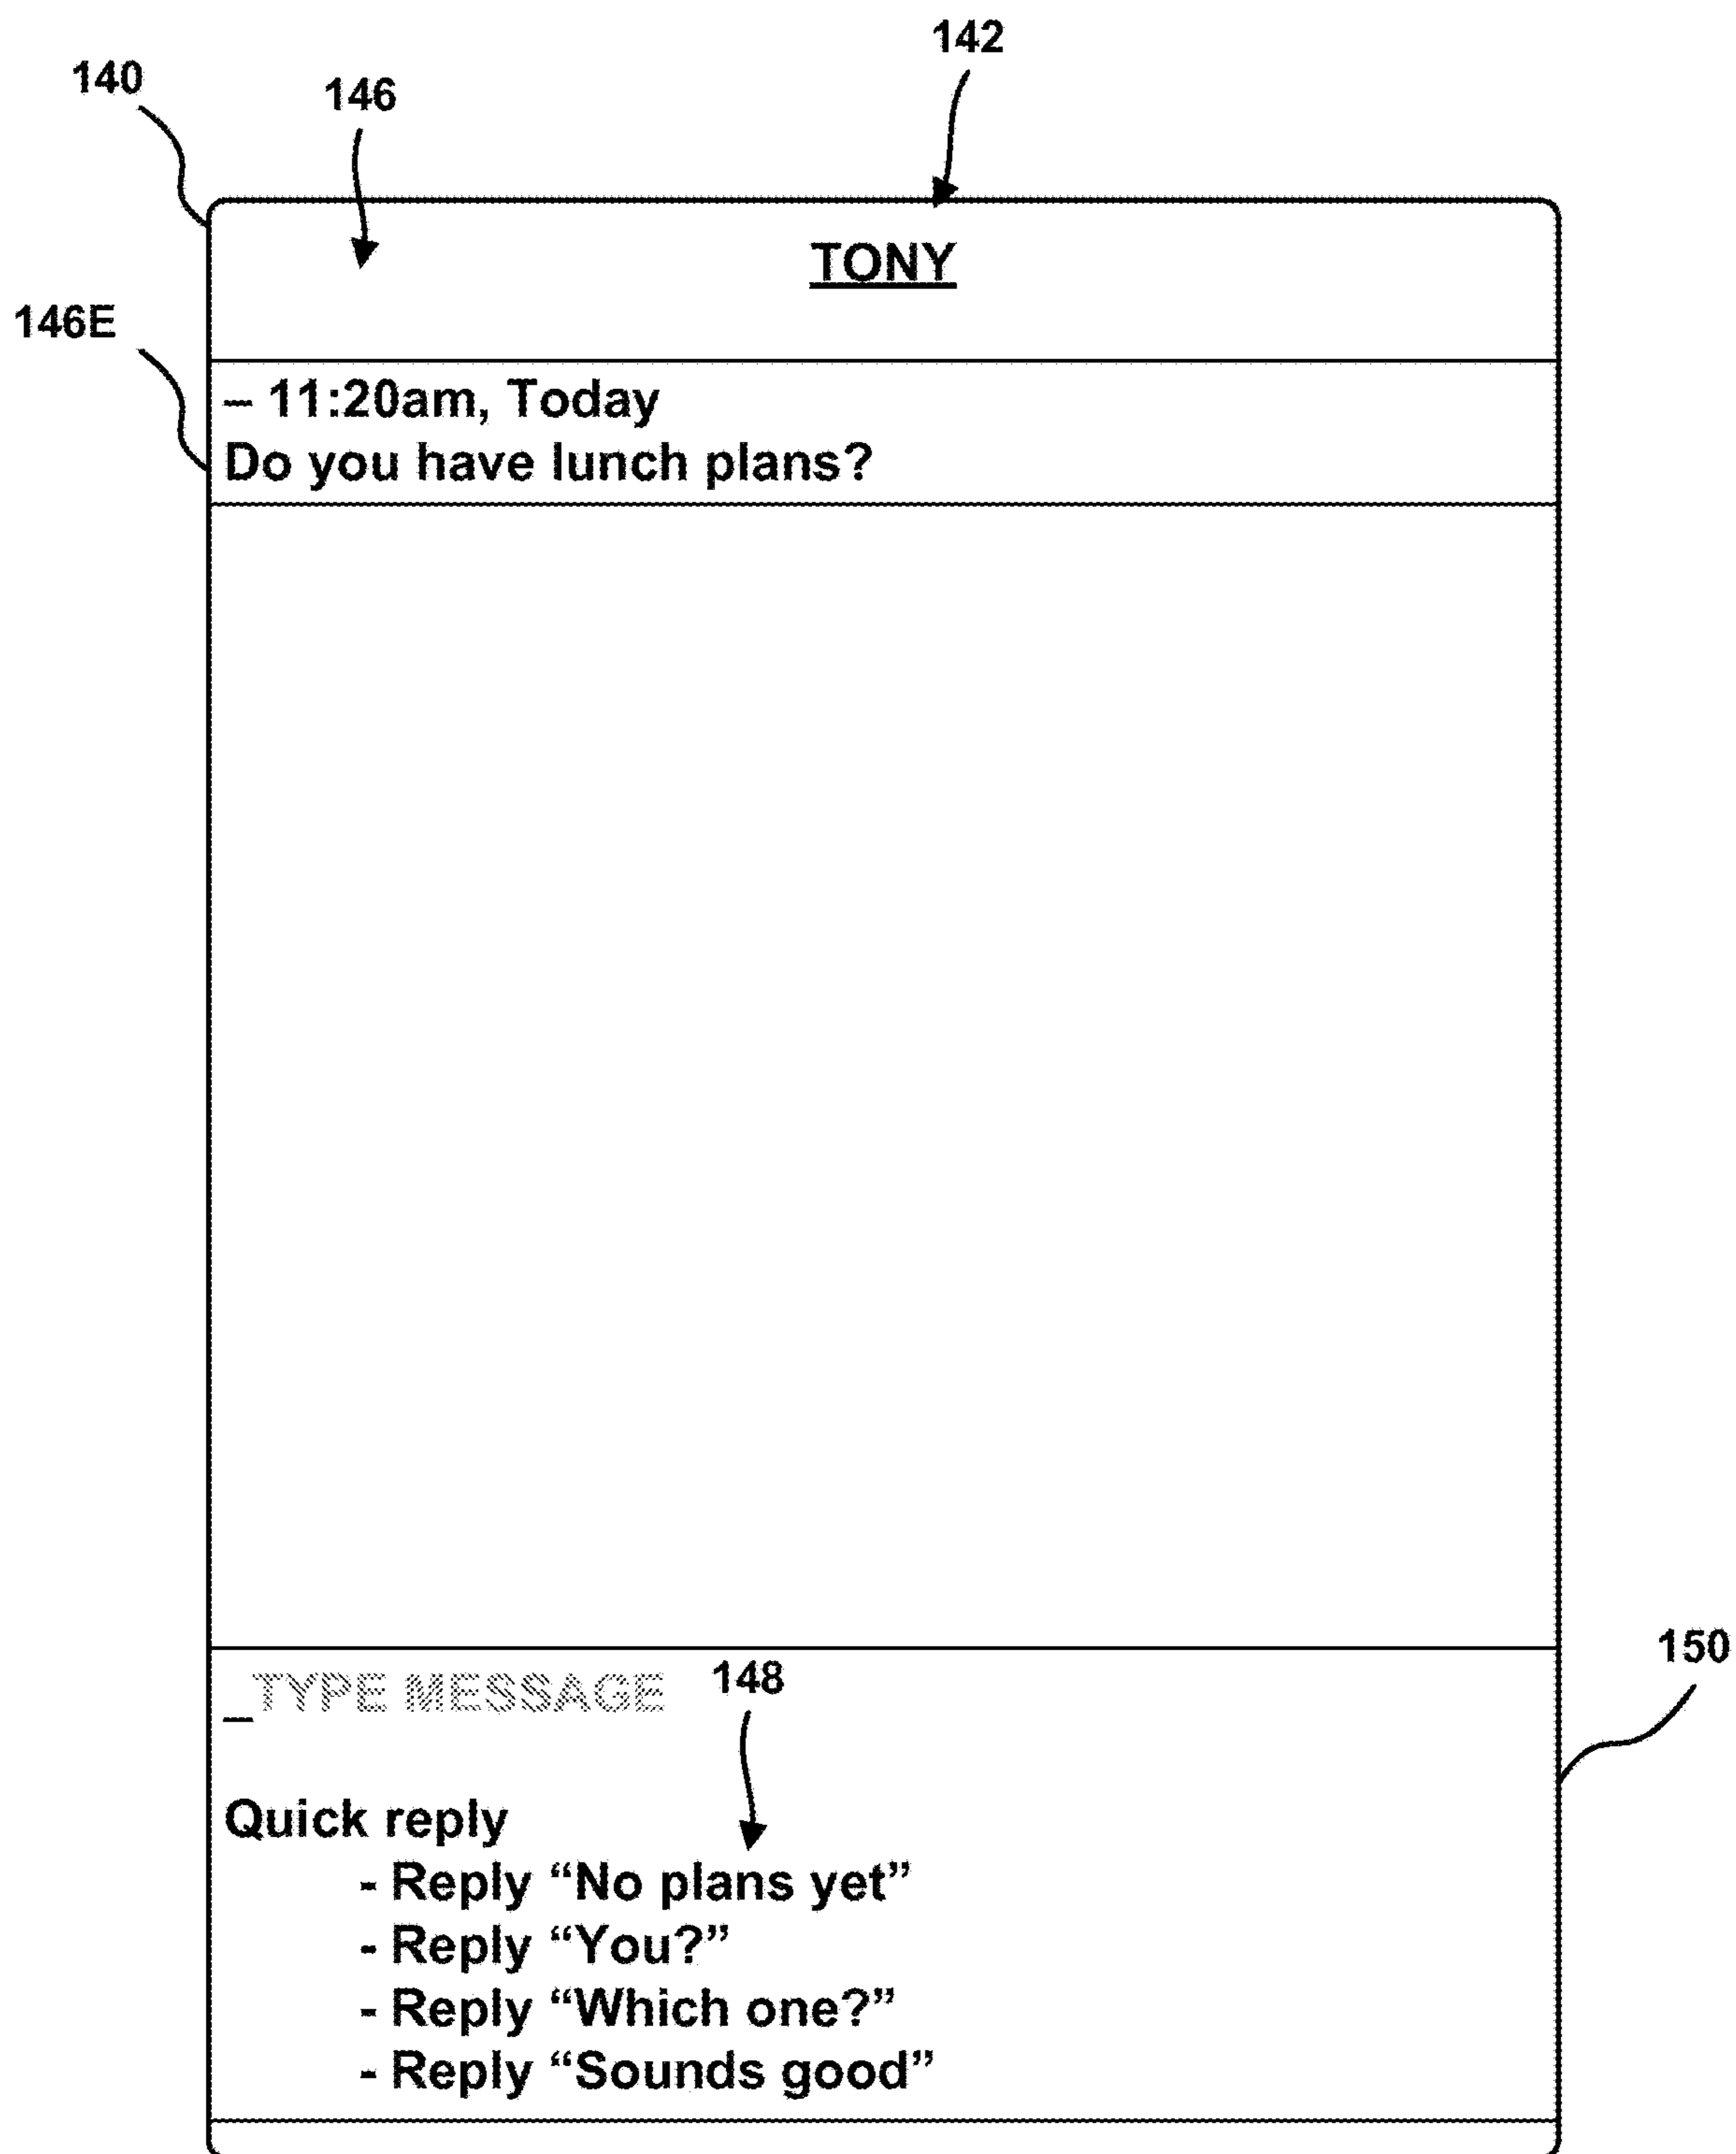 142
140
146
TONY
146E
– 11:20am, Today
Do you have lunch plans?
150
_TYPE MESSAGE
148
Quick reply
- Reply “No plans yet”
- Reply “You?”
- Reply “Which one?”
- Reply “Sounds good”